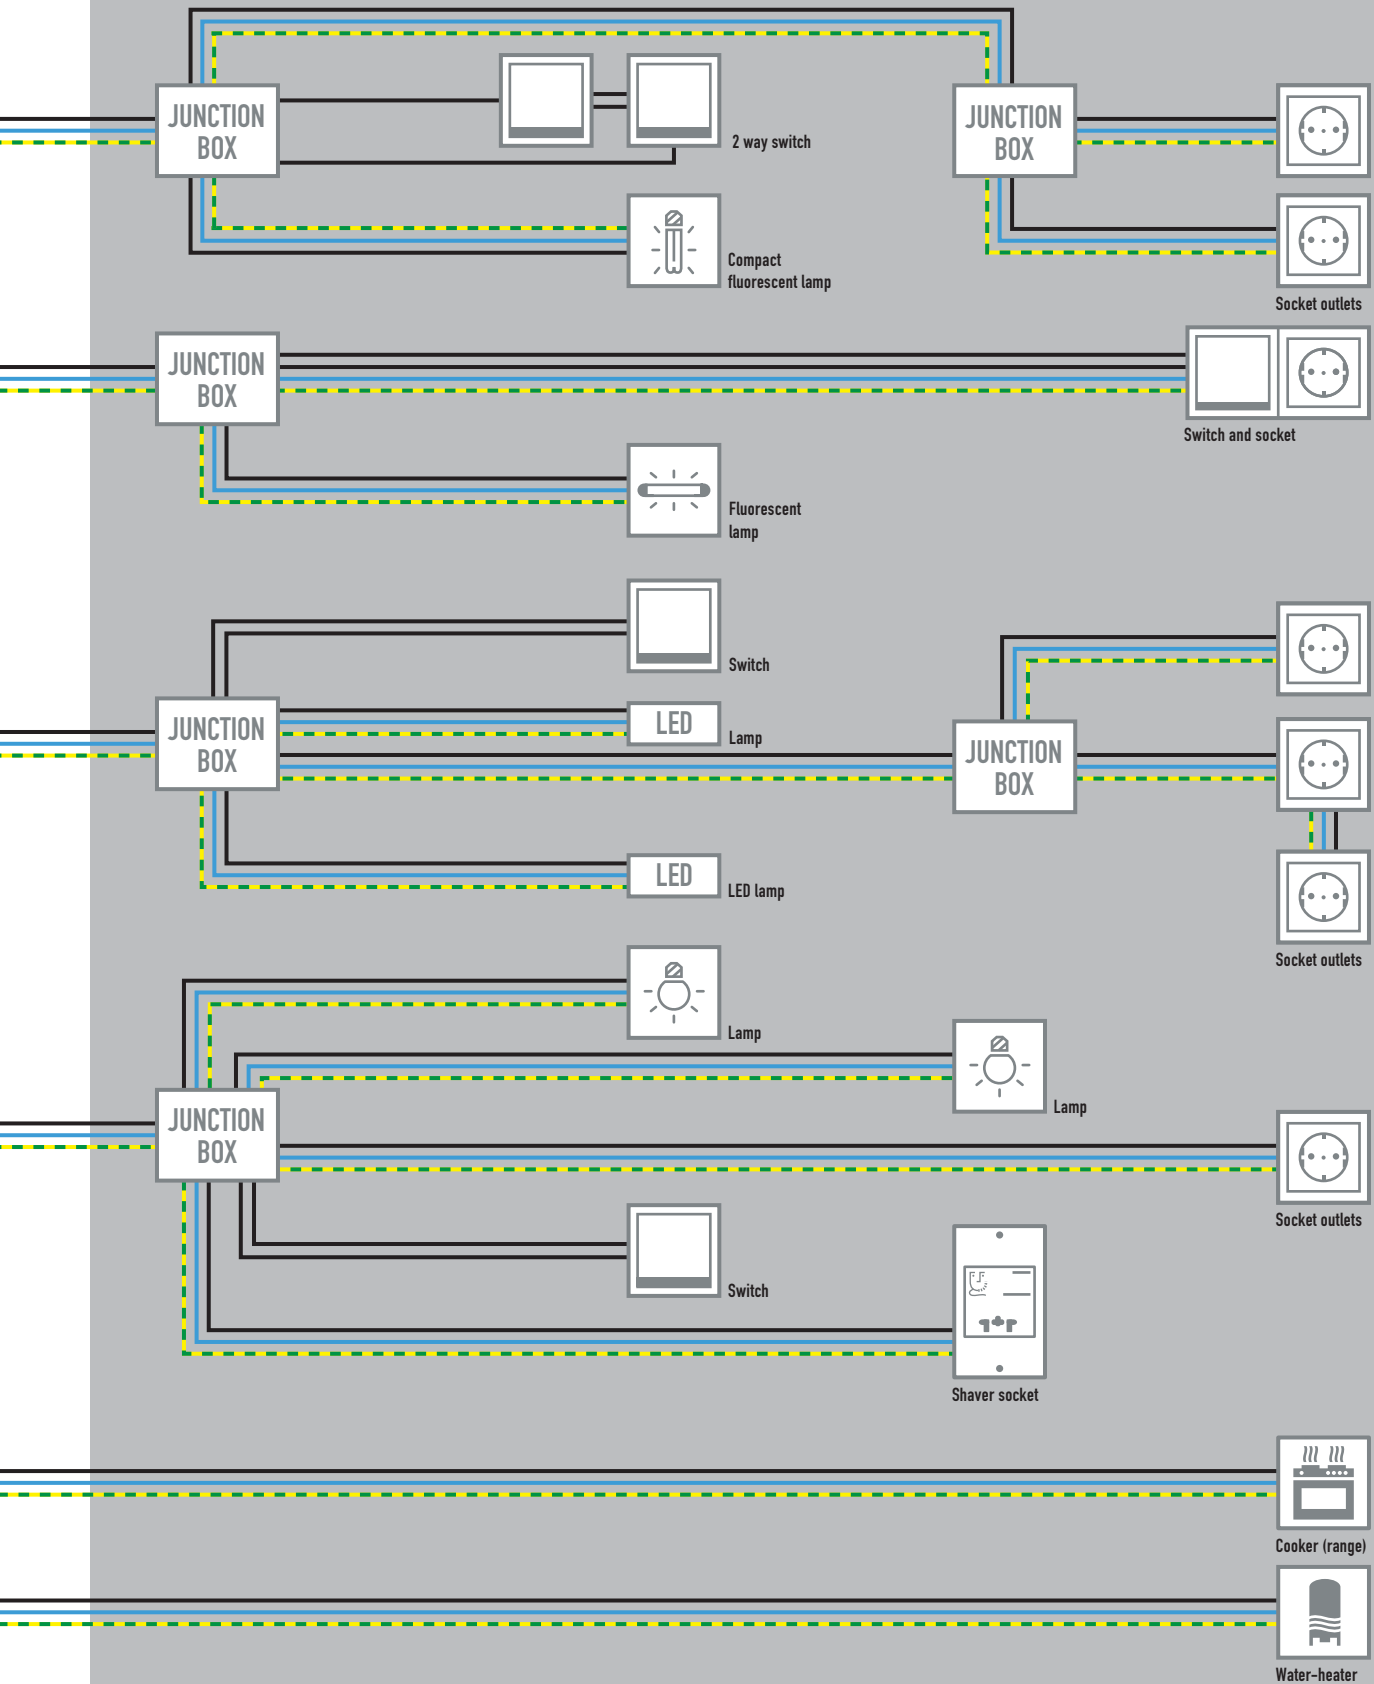 JUNCTION
BOX
2 way switch
JUNCTION
BOX
Compact
fluorescent lamp
Socket outlets
JUNCTION
BOX
Switch and socket
Fluorescent
lamp
Switch
JUNCTION
BOX
LED
Lamp
JUNCTION
BOX
LED
LED lamp
Socket outlets
Lamp
Lamp
JUNCTION
BOX
Socket outlets
Switch
Shaver socket
Cooker (range)
Water-heater